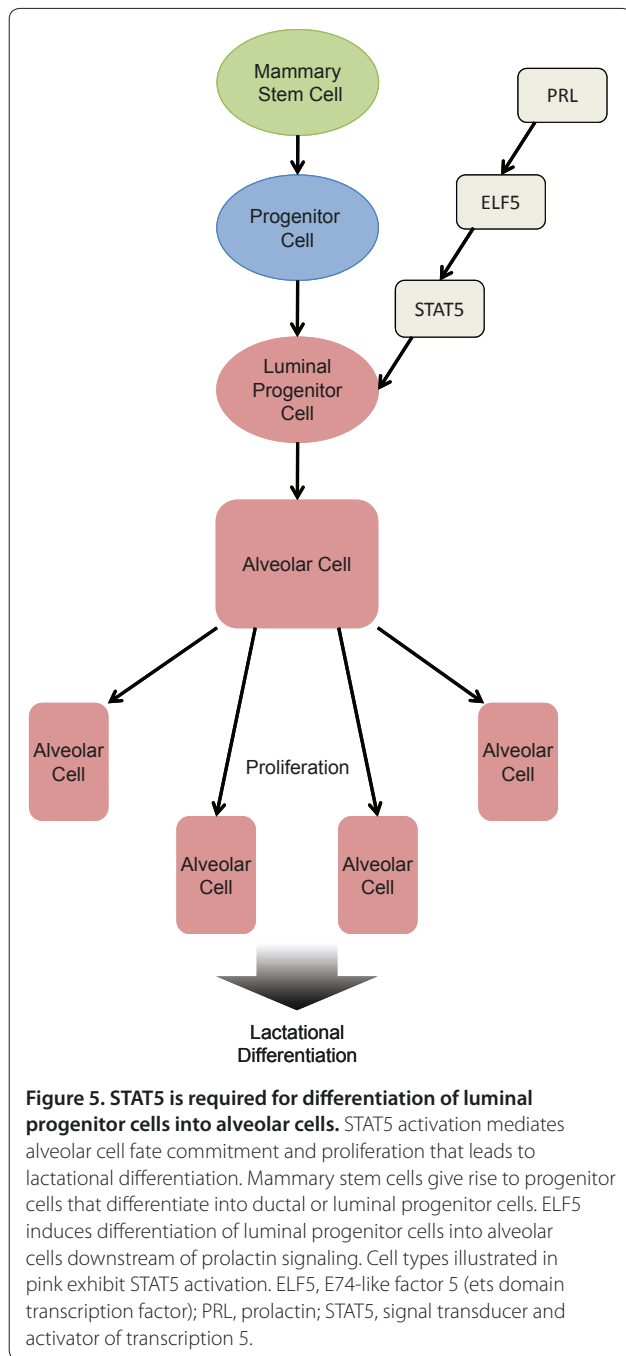 Mammary
Stem Cell
PRL
Progenitor
Cell
ELF5
STAT5
Luminal
Progenitor
Cell
Alveolar Cell
Alveolar
Cell
Proliferation
Alveolar
Cell
Alveolar
Cell
Alveolar
Cell
Lactational
Differentiation
Figure 5. STAT5 is required for differentiation of luminal
progenitor cells into alveolar cells. STAT5 activation mediates
alveolar cell fate commitment and proliferation that leads to
lactational differentiation. Mammary stem cells give rise to progenitor
cells that differentiate into ductal or luminal progenitor cells. ELF5
induces differentiation of luminal progenitor cells into alveolar
cells downstream of prolactin signaling. Cell types illustrated in
pink exhibit STAT5 activation. ELF5, E74-like factor 5 (ets domain
transcription factor); PRL, prolactin; STAT5, signal transducer and
activator of transcription 5.